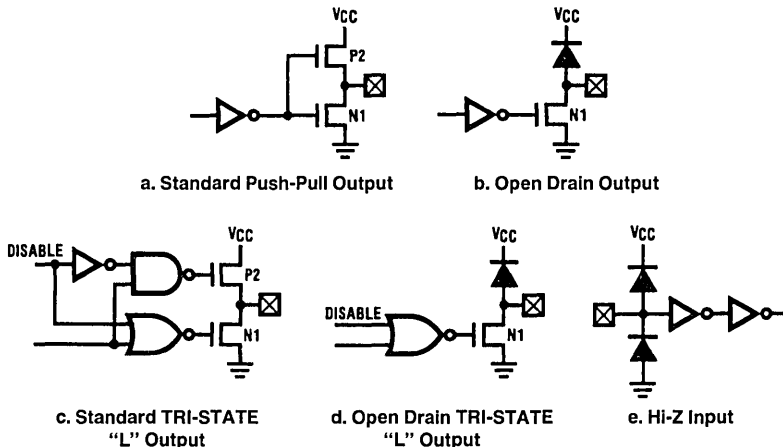 VCC
P2
N1
a. Standard Push-Pull Output
VCC
N1
b. Open Drain Output
DISABLE
VCC
P2
N1
c. Standard TRI-STATE
"L" Output
VCC
DISABLE
N1
d. Open Drain TRI-STATE
"L" Output
VCC
e. Hi-Z Input